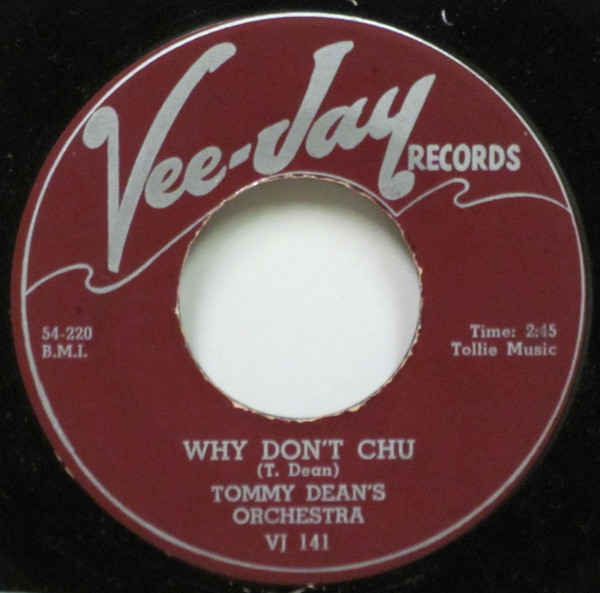 Vee-Jay RECORDS
54-220
B.M.I.
Time: 2:45
Tollie Music
WHY DON'T CHU
(T. Dean)
TOMMY DEAN'S
ORCHESTRA
VJ 141